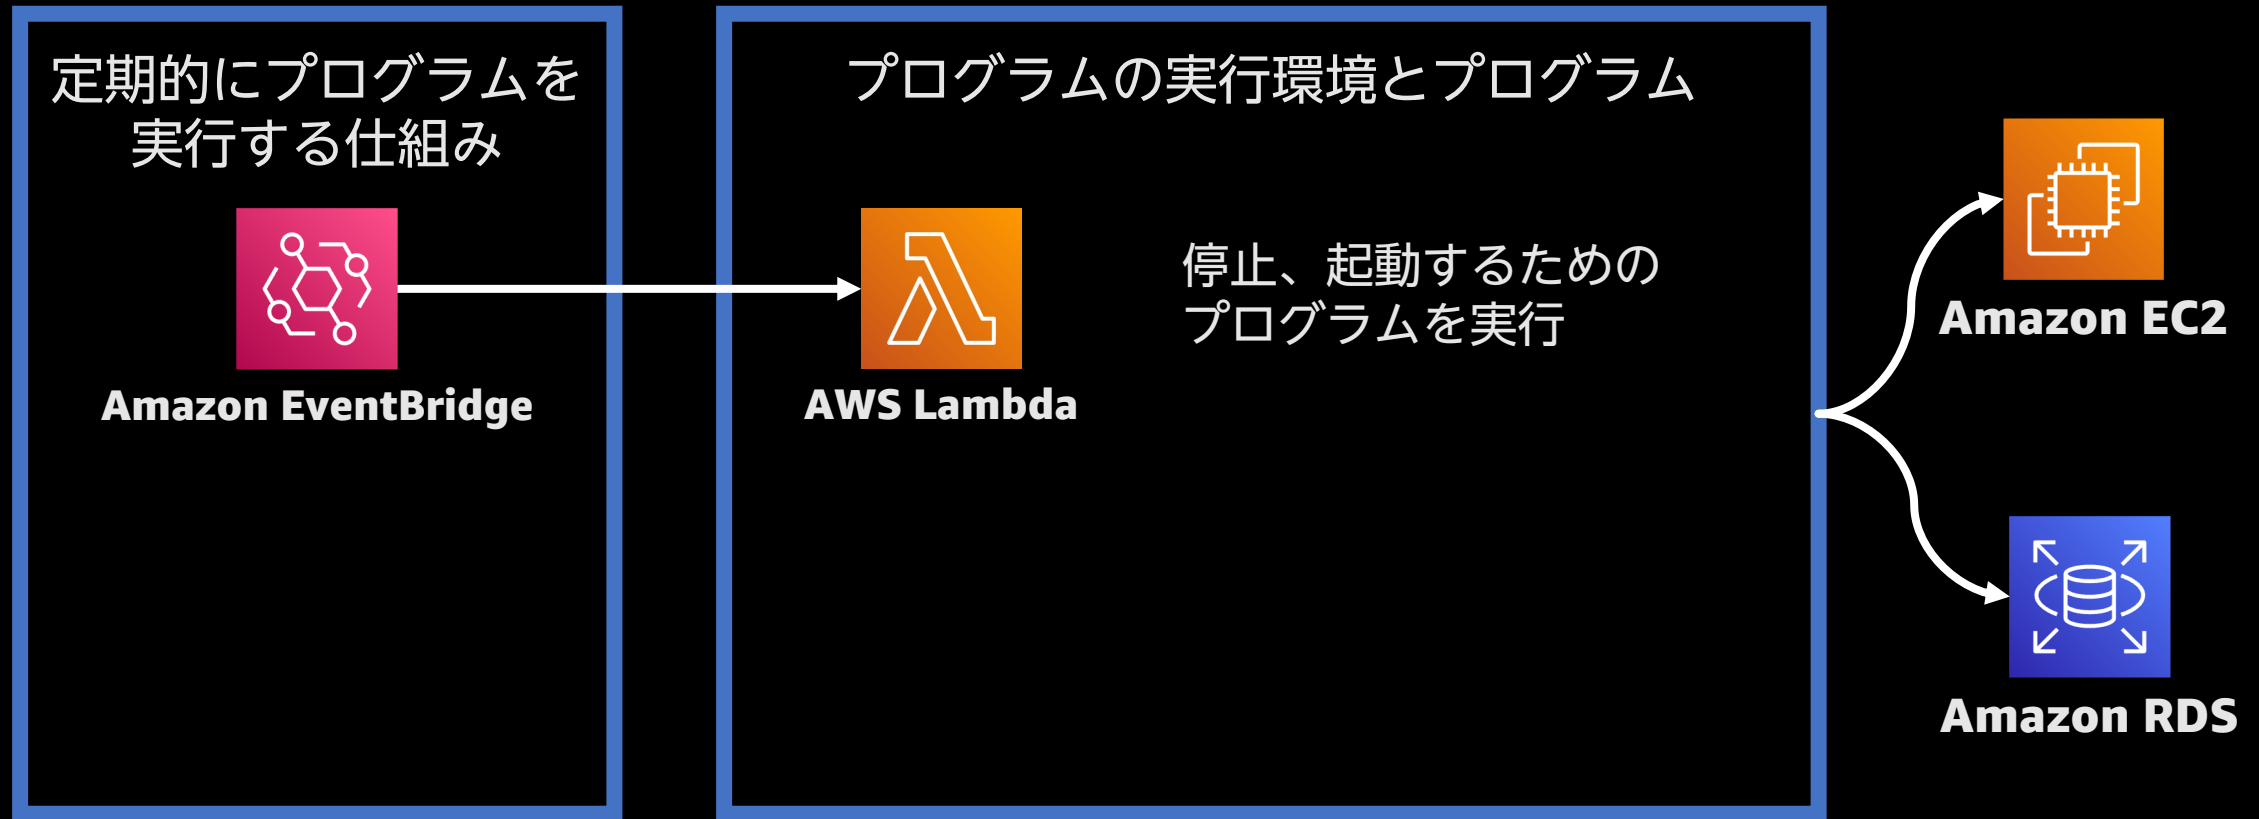 定期的にプログラムを
実行する仕組み
Amazon EventBridge
プログラムの実行環境とプログラム
AWS Lambda
停止、起動するための
プログラムを実行
Amazon EC2
Amazon RDS